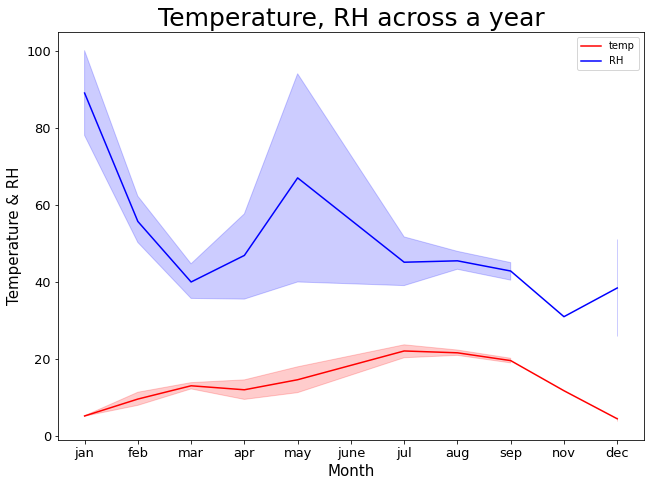 Temperature, RH across a year
temp
RH
Temperature & RH
100
80
60
40
20
0
jan feb mar apr may june jul aug sep nov dec
Month